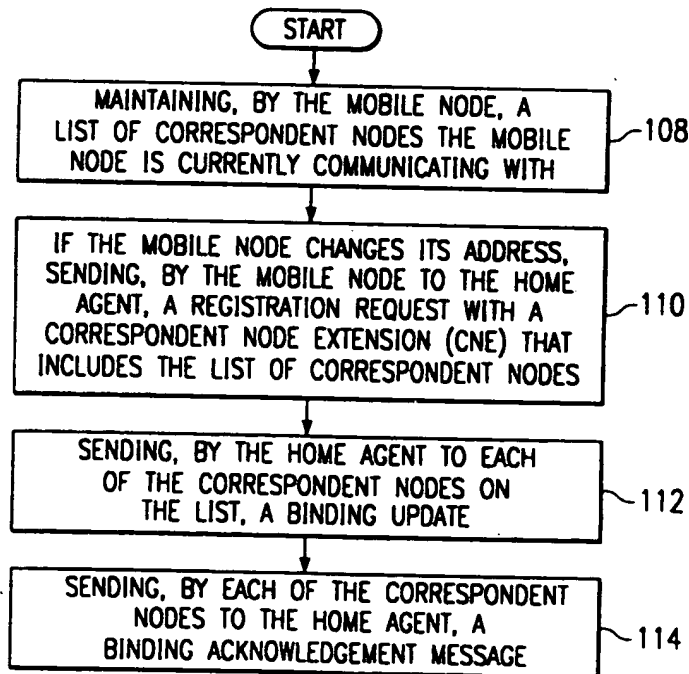 START
MAINTAINING, BY THE MOBILE NODE, A
LIST OF CORRESPONDENT NODES THE MOBILE
NODE IS CURRENTLY COMMUNICATING WITH
108
IF THE MOBILE NODE CHANGES ITS ADDRESS,
SENDING, BY THE MOBILE NODE TO THE HOME
AGENT, A REGISTRATION REQUEST WITH A
CORRESPONDENT NODE EXTENSION (CNE) THAT
INCLUDES THE LIST OF CORRESPONDENT NODES
110
SENDING, BY THE HOME AGENT TO EACH
OF THE CORRESPONDENT NODES ON
THE LIST, A BINDING UPDATE
112
SENDING, BY EACH OF THE CORRESPONDENT
NODES TO THE HOME AGENT, A
BINDING ACKNOWLEDGEMENT MESSAGE
114